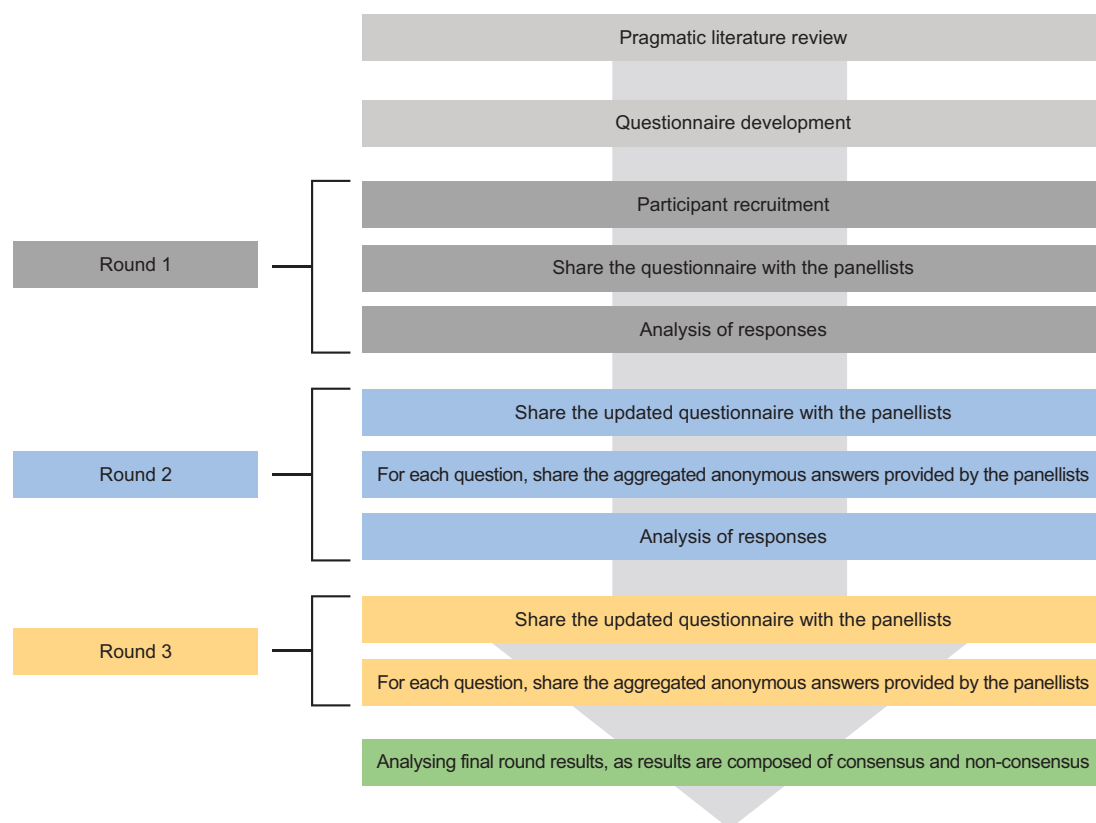 Pragmatic literature review
Questionnaire development
Round 1
Participant recruitment
Share the questionnaire with the panellists
Analysis of responses
Round 2
Share the updated questionnaire with the panellists
For each question, share the aggregated anonymous answers provided by the panellists
Analysis of responses
Round 3
Share the updated questionnaire with the panellists
For each question, share the aggregated anonymous answers provided by the panellists
Analysing final round results, as results are composed of consensus and non-consensus